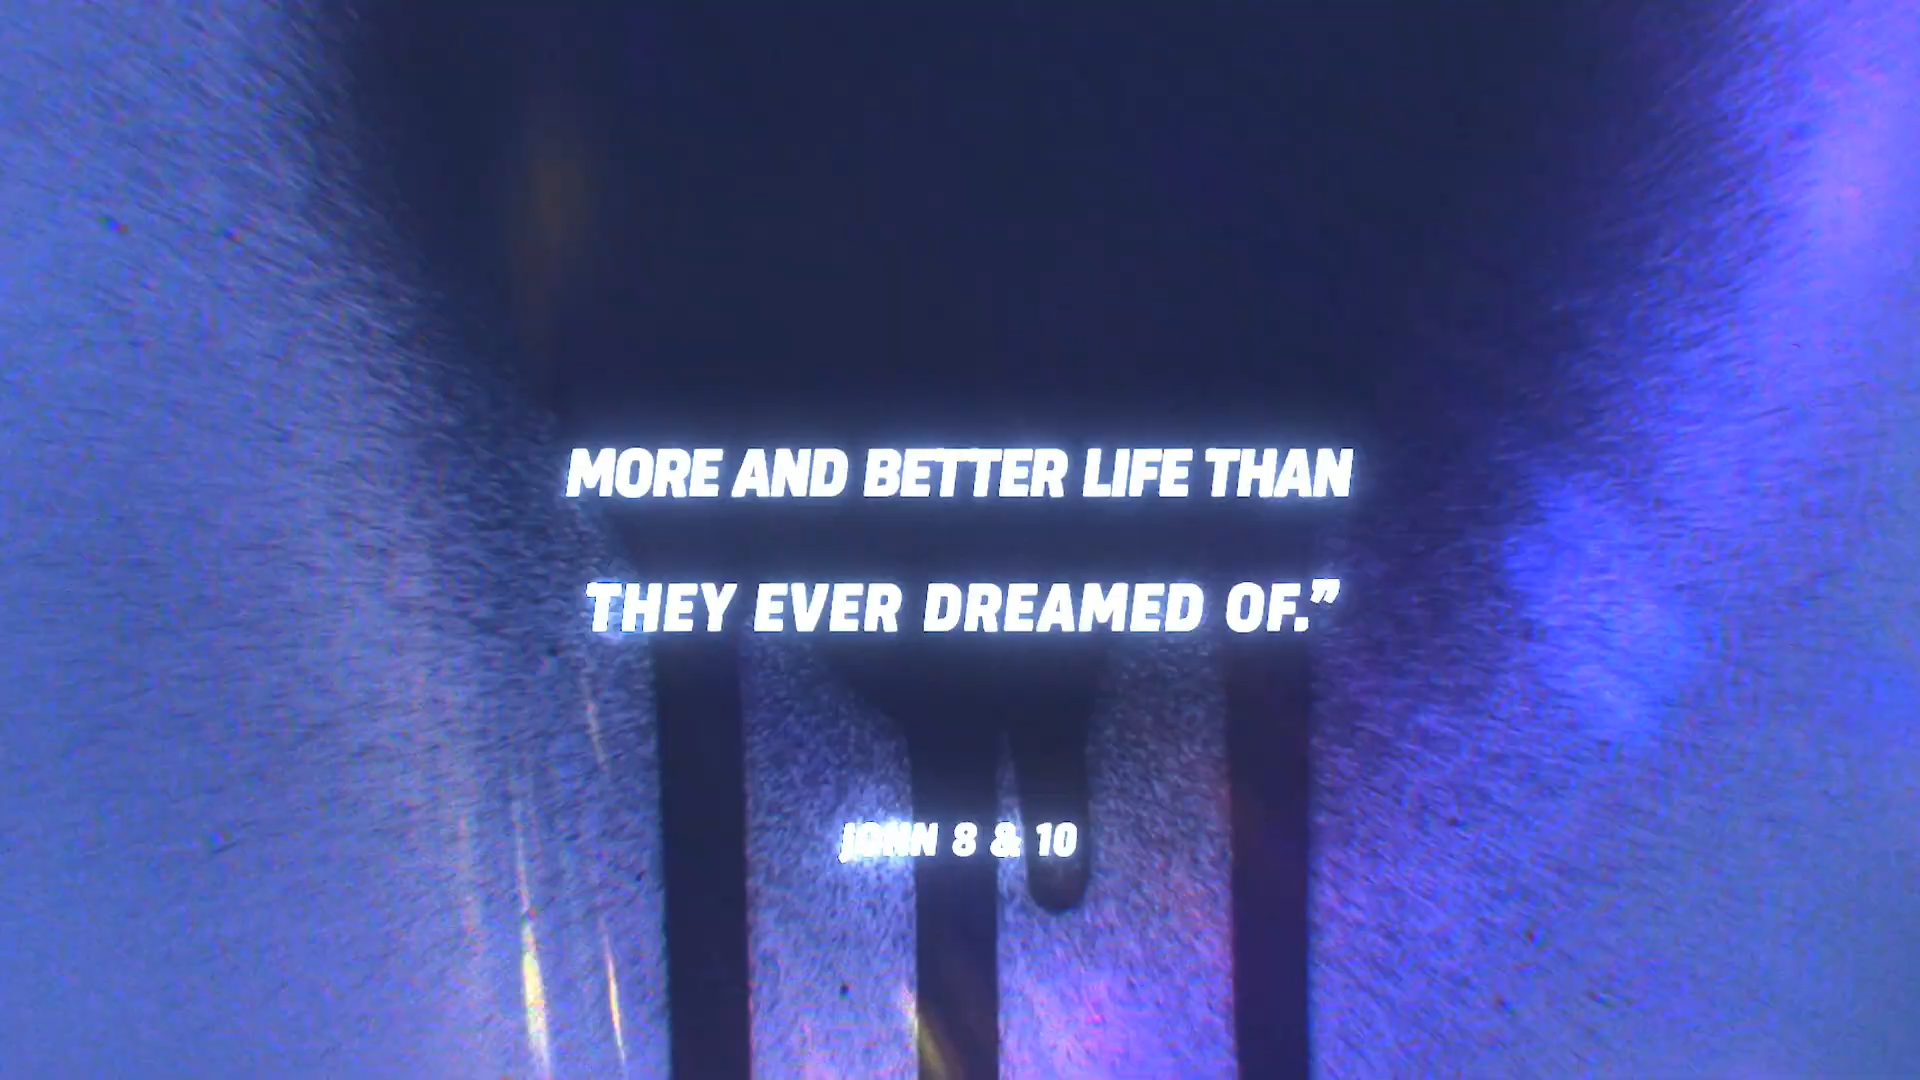 MORE AND BETTER LIFE THAN
THEY EVER DREAMED OF.”
JOHN 8 & 10